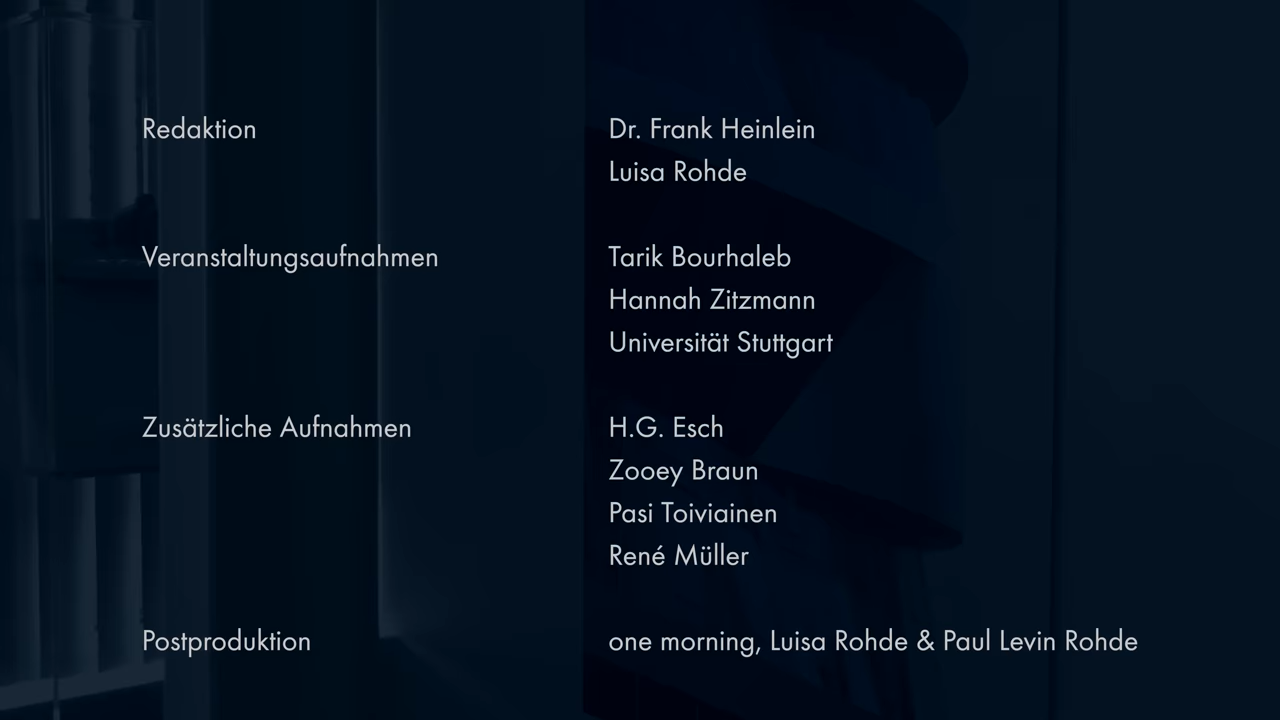 Redaktion Dr. Frank Heinlein
Luisa Rohde
Veranstaltungsaufnahmen Tarik Bourhaleb
Hannah Zitzmann
Universität Stuttgart
Zusätzliche Aufnahmen H.G. Esch
Zooey Braun
Pasi Toiviainen
René Müller
Postproduktion one morning, Luisa Rohde & Paul Levin Rohde